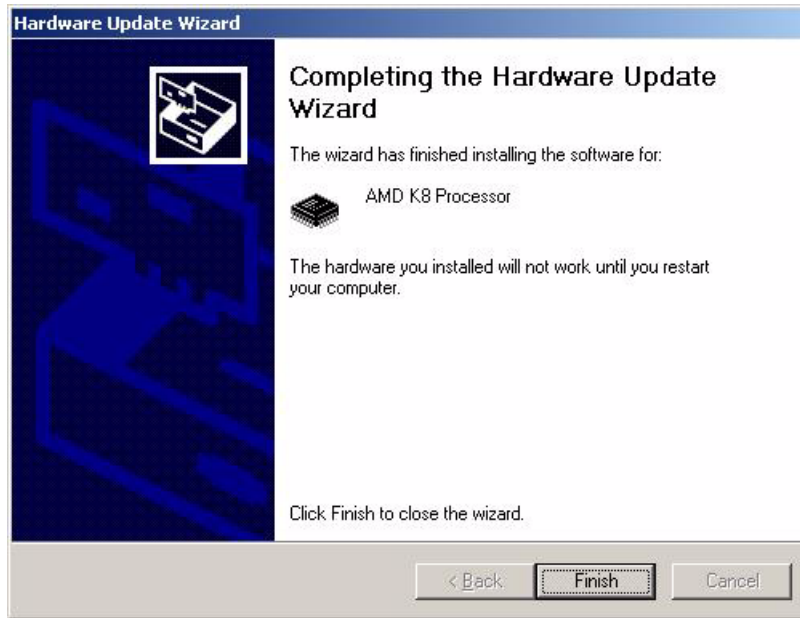 Hardware Update Wizard
Completing the Hardware Update
Wizard
The wizard has finished installing the software for:
AMD K8 Processor
The hardware you installed will not work until you restart
your computer.
Click Finish to close the wizard.
< Back
Finish
Cancel